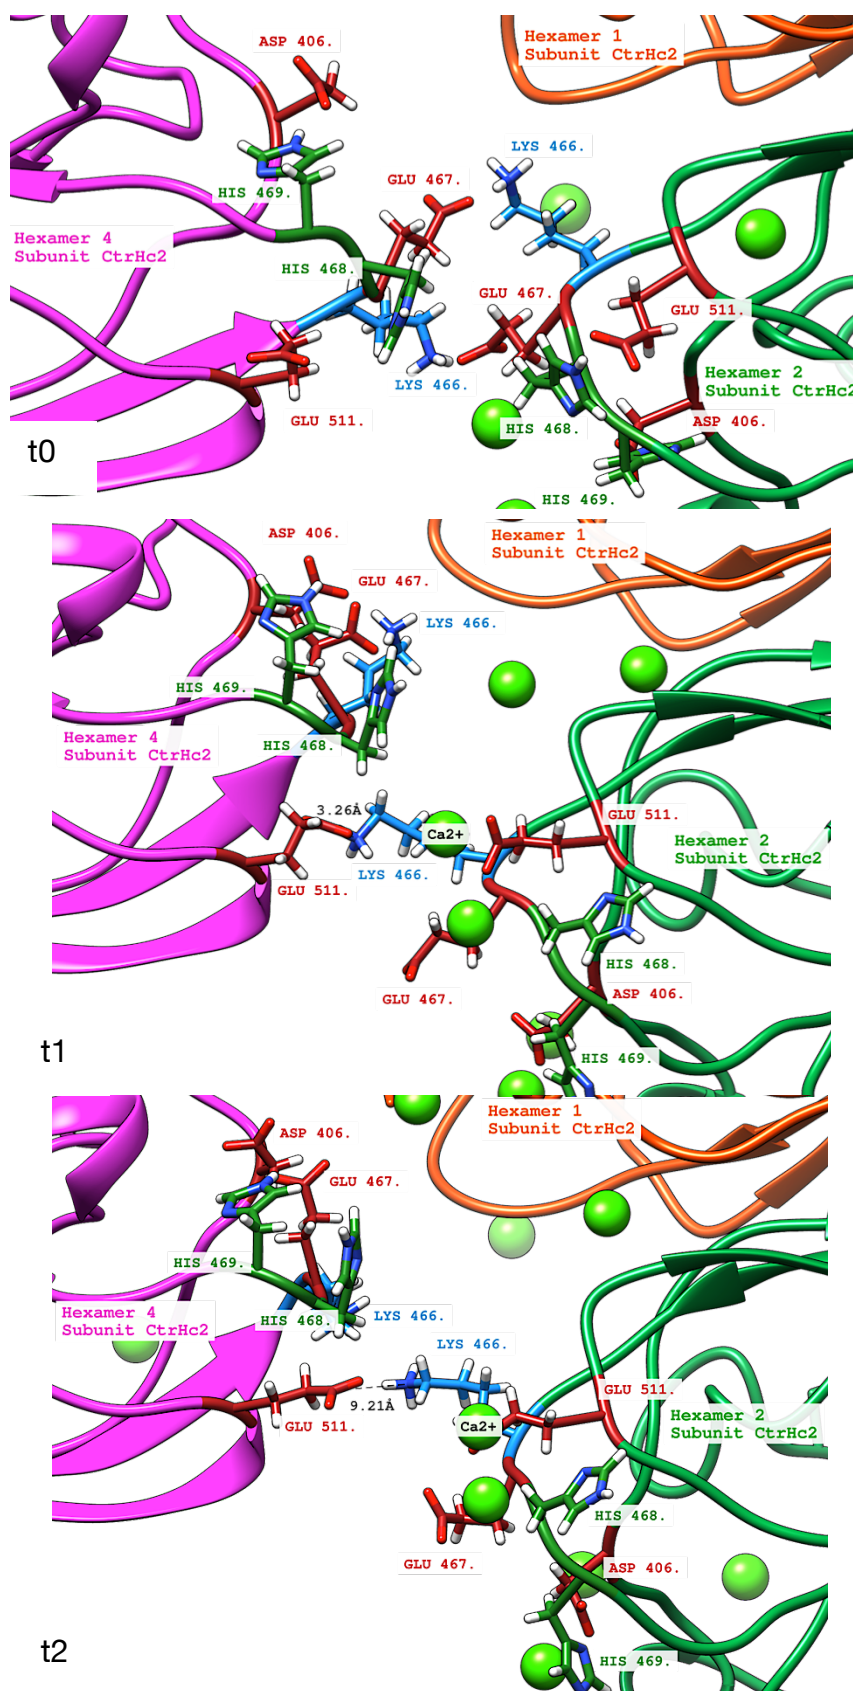 ASP 406.
Hexamer 1
Subunit CtrHc2
LYS 466.
GLU 467.
HIS 469.
Hexamer 4
Subunit CtrHc2
HIS 468.
GLU 467.
GLU 511.
Hexamer 2
Subunit CtrHc2
LYS 466.
GLU 511.
ASP 406.
HIS 468.
t0
HIS 469.
ASP 406.
Hexamer 1
Subunit CtrHc2
GLU 467.
LYS 466.
HIS 469.
Hexamer 4
Subunit CtrHc2
HIS 468.
3.26Å
GLU 511.
Ca2+
Hexamer 2
Subunit CtrHc2
LYS 466.
GLU 511.
HIS 468.
GLU 467.
ASP 406.
t1
HIS 469.
Hexamer 1
Subunit CtrHc2
ASP 406.
GLU 467.
HIS 469.
Hexamer 4
Subunit CtrHc2
HIS 468.
LYS 466.
LYS 466.
GLU 511.
9.21Å
GLU 511.
Ca2+
Hexamer 2
Subunit CtrHc2
HIS 468.
GLU 467.
ASP 406.
t2
HIS 469.